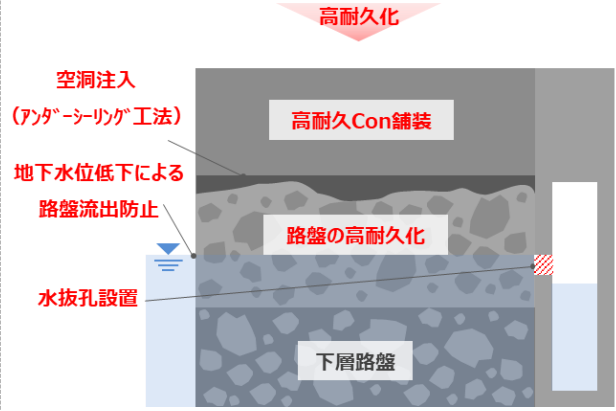 高耐久化
空洞注入
(ｱﾝﾀﾞｰｼｰﾘﾝｸﾞ工法)
高耐久Con舗装
地下水位低下による
路盤流出防止
路盤の高耐久化
水抜孔設置
下層路盤